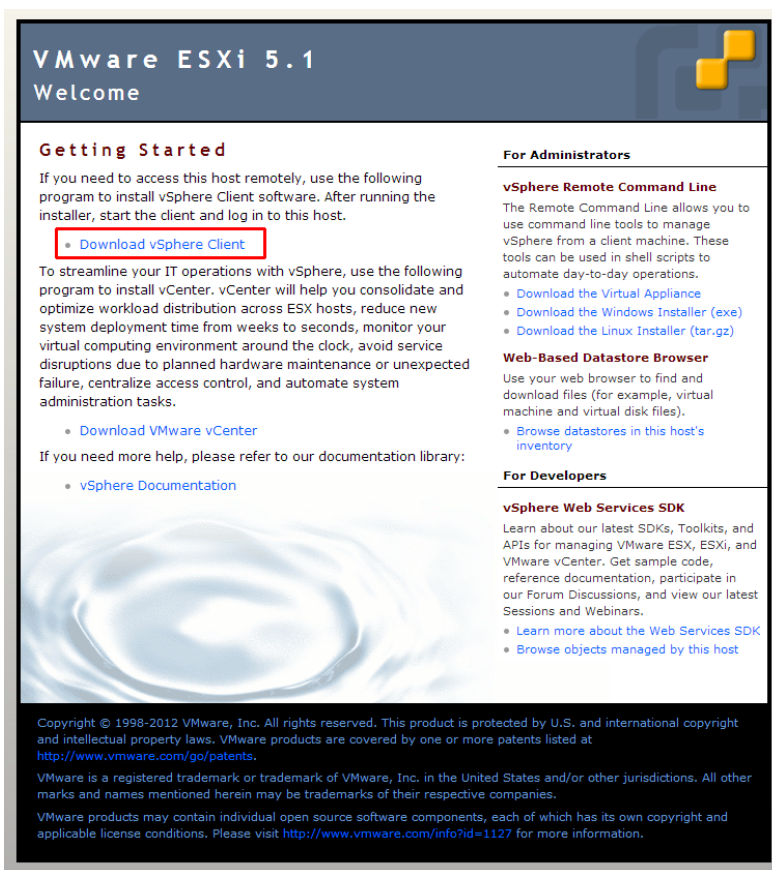 VMware ESXi 5.1
Welcome
Getting Started
If you need to access this host remotely, use the following
program to install vSphere Client software. After running the
installer, start the client and log in to this host.
Download vSphere Client
To streamline your IT operations with vSphere, use the following
program to install vCenter. vCenter will help you consolidate and
optimize workload distribution across ESX hosts, reduce new
system deployment time from weeks to seconds, monitor your
virtual computing environment around the clock, avoid service
disruptions due to planned hardware maintenance or unexpected
failure, centralize access control, and automate system
administration tasks.
Download VMware vCenter
If you need more help, please refer to our documentation library:
vSphere Documentation
For Administrators
vSphere Remote Command Line
The Remote Command Line allows you to
use command line tools to manage
vSphere from a client machine. These
tools can be used in shell scripts to
automate day-to-day operations.
Download the Virtual Appliance
Download the Windows Installer (exe)
Download the Linux Installer (tar.gz)
Web-Based Datastore Browser
Use your web browser to find and
download files (for example, virtual
machine and virtual disk files).
Browse datastores in this host's
inventory
For Developers
vSphere Web Services SDK
Learn about our latest SDKs, Toolkits, and
APIs for managing VMware ESX, ESXi, and
VMware vCenter. Get sample code,
reference documentation, participate in
our Forum Discussions, and view our latest
Sessions and Webinars.
Learn more about the Web Services SDK
Browse objects managed by this host
Copyright © 1998-2012 VMware, Inc. All rights reserved. This product is protected by U.S. and international copyright
and intellectual property laws. VMware products are covered by one or more patents listed at
http://www.vmware.com/go/patents.
VMware is a registered trademark or trademark of VMware, Inc. in the United States and/or other jurisdictions. All other
marks and names mentioned herein may be trademarks of their respective companies.
VMware products may contain individual open source software components, each of which has its own copyright and
applicable license conditions. Please visit http://www.vmware.com/info?id=1127 for more information.